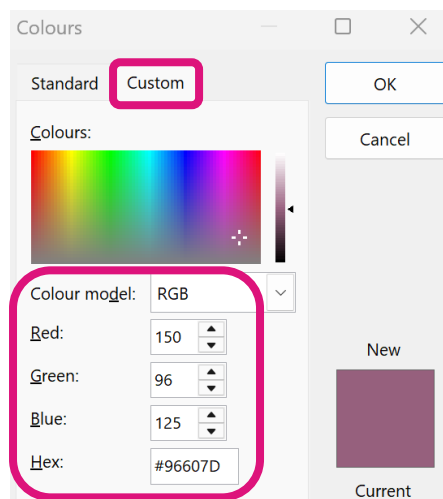 Colours
Standard Custom OK
Colours: Cancel
Colour model: RGB
Red: 150
Green: 96 New
Blue: 125
Hex: #96607D
Current